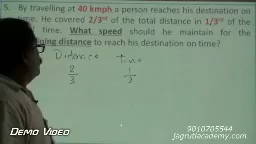 5. By travelling at 40 kmph a person reaches his destination on
time. He covered 2/3rd of the total distance in 1/3rd of the
time. What speed should he maintain for the
distance to reach his destination on time?
Distance
2
3
1
3
Demo Video
9010705544
jagrutiacademy.com